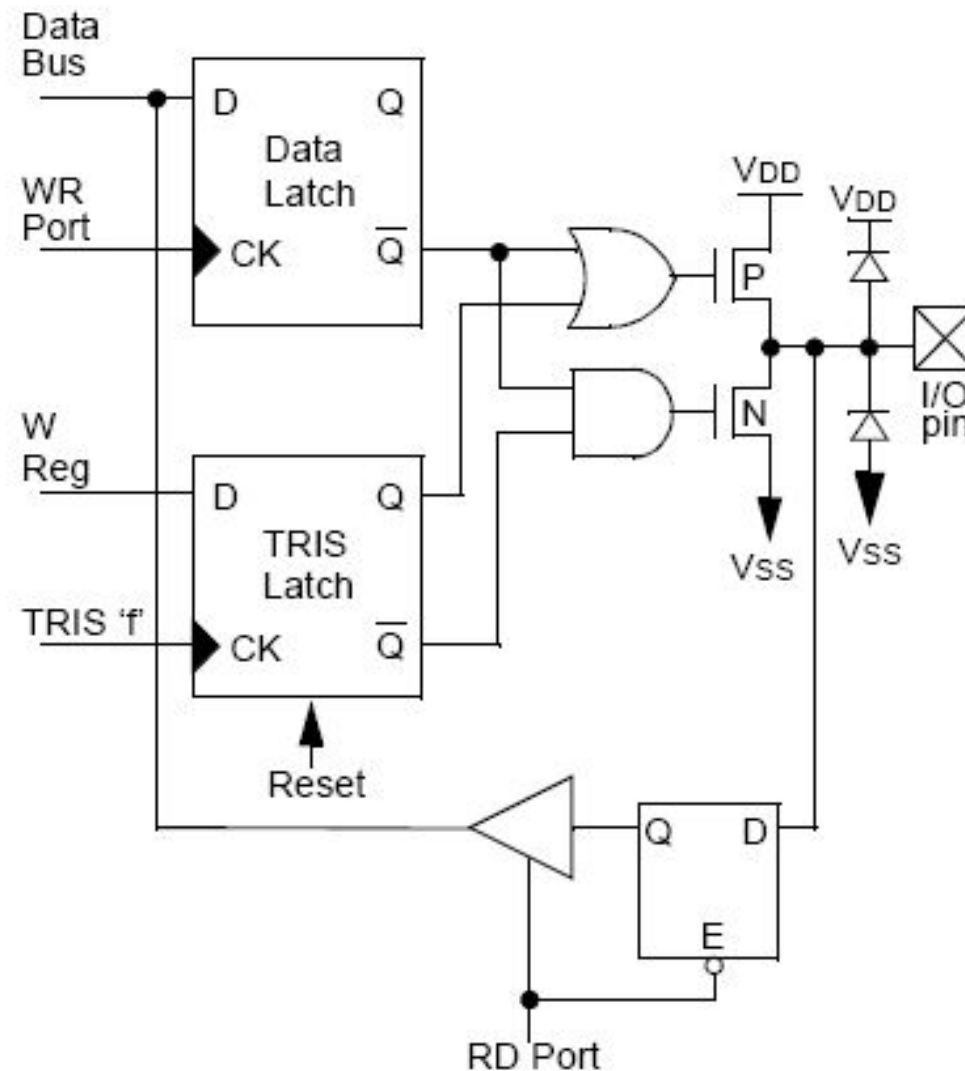 Data
Bus
D
Q
Data
Latch
WR
Port
CK
Q̅
VDD
VDD
P
N
I/O
pin
W
Reg
D
Q
TRIS
Latch
TRIS ‘f’
CK
Q̅
VSS
VSS
Reset
Q
D
E
RD Port